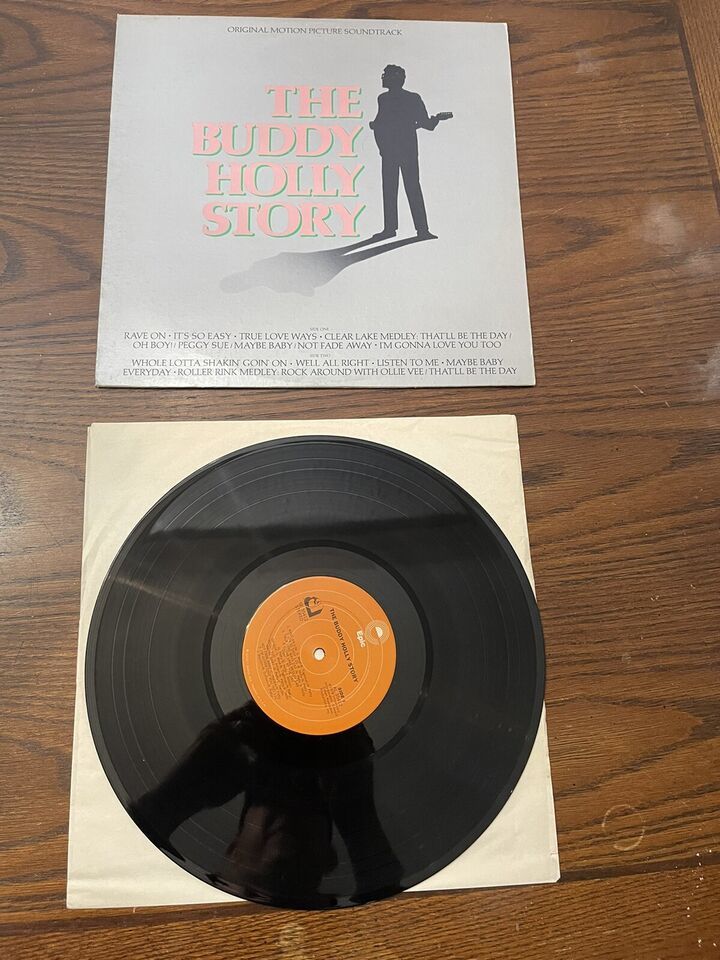 ORIGINAL MOTION PICTURE SOUNDTRACK
THE
BUDDY
HOLLY
STORY
SIDE ONE
RAVE ON • IT'S SO EASY • TRUE LOVE WAYS • CLEAR LAKE MEDLEY: THAT'LL BE THE DAY/
OH BOY!/PEGGY SUE/MAYBE BABY/NOT FADE AWAY • I'M GONNA LOVE YOU TOO
SIDE TWO
WHOLE LOTTA SHAKIN' GOIN' ON • WELL ALL RIGHT • LISTEN TO ME • MAYBE BABY
EVERYDAY • ROLLER RINK MEDLEY: ROCK AROUND WITH OLLIE VEE/THAT'LL BE THE DAY
Epic
THE BUDDY HOLLY STORY